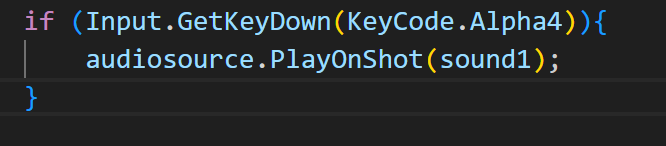 if (Input.GetKeyDown(KeyCode.Alpha4)){
    audiosource.PlayOnShot(sound1);
}